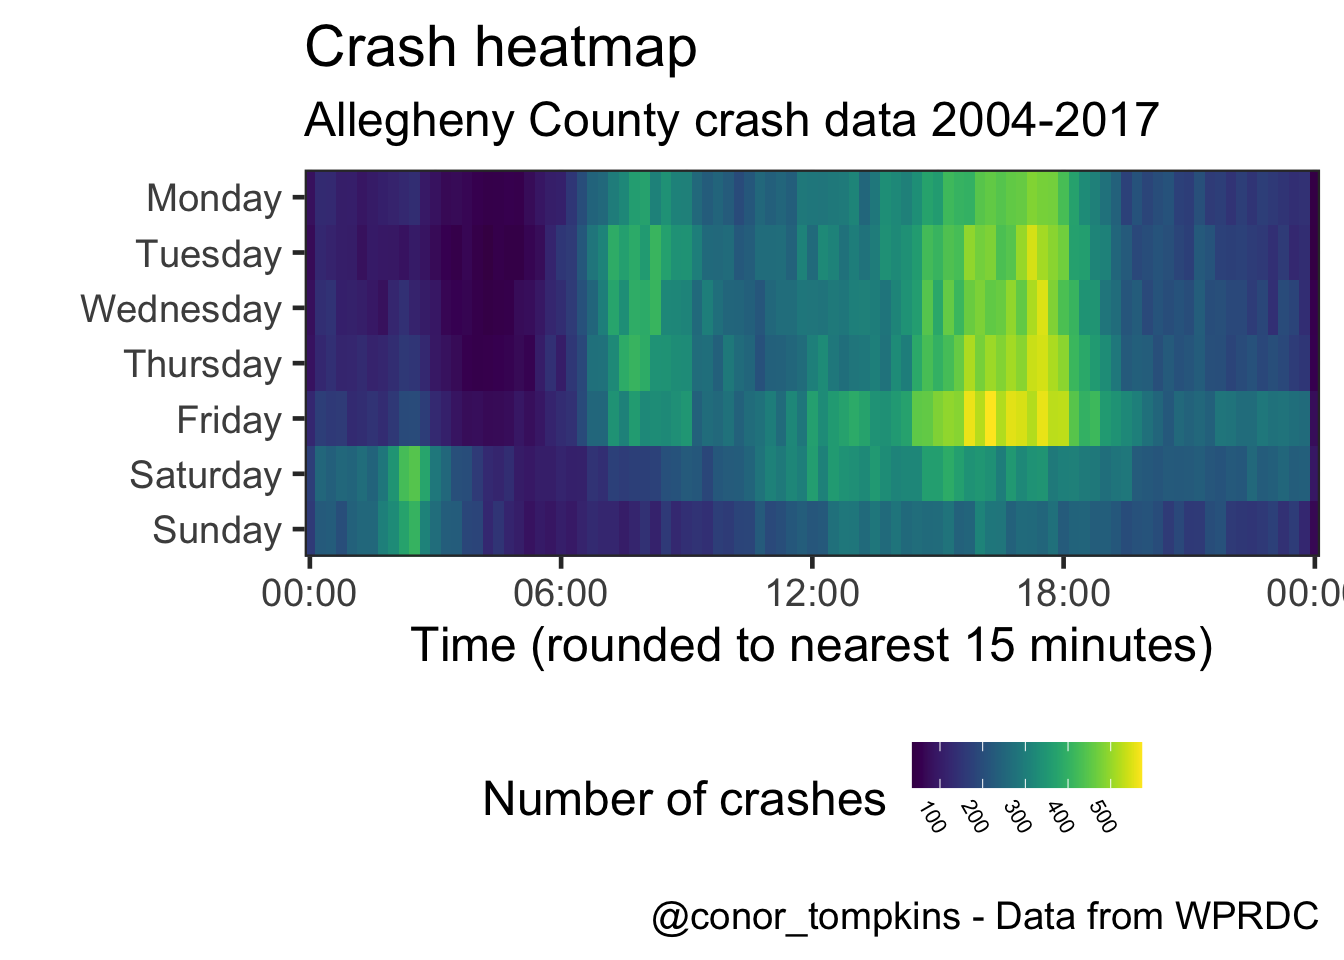 Crash heatmap
Allegheny County crash data 2004-2017
Monday
Tuesday
Wednesday
Thursday
Friday
Saturday
Sunday
00:00 06:00 12:00 18:00 00:0
Time (rounded to nearest 15 minutes)
Number of crashes
100 200 300 400 500
@conor_tompkins - Data from WPRDC